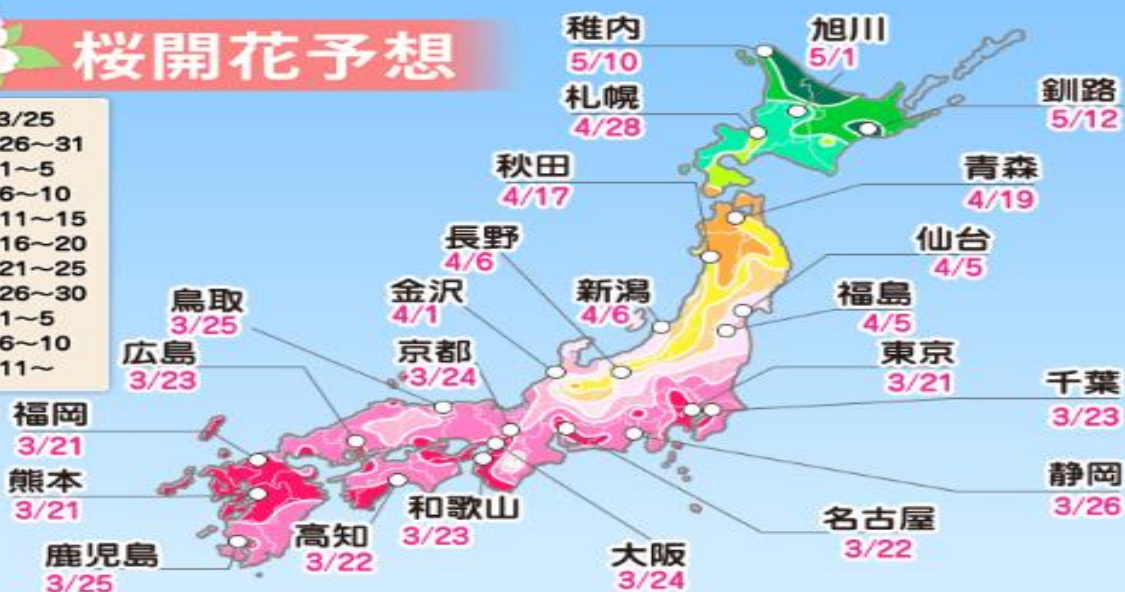 桜開花予想
3/25
26～31
1～5
6～10
11～15
16～20
21～25
26～30
1～5
6～10
11～
稚内
5/10
旭川
5/1
札幌
4/28
釧路
5/12
秋田
4/17
青森
4/19
長野
4/6
仙台
4/5
金沢
4/1
新潟
4/6
福島
4/5
鳥取
3/25
広島
3/23
京都
3/24
東京
3/21
千葉
3/23
福岡
3/21
熊本
3/21
静岡
3/26
和歌山
3/23
高知
3/22
名古屋
3/22
鹿児島
3/25
大阪
3/24